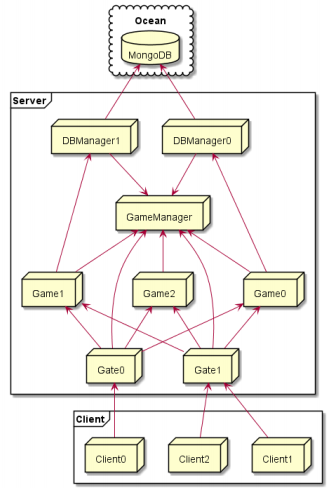 Ocean
MongoDB
Server
DBManager1
DBManager0
GameManager
Game1
Game2
Game0
Gate0
Gate1
Client
Client0
Client2
Client1